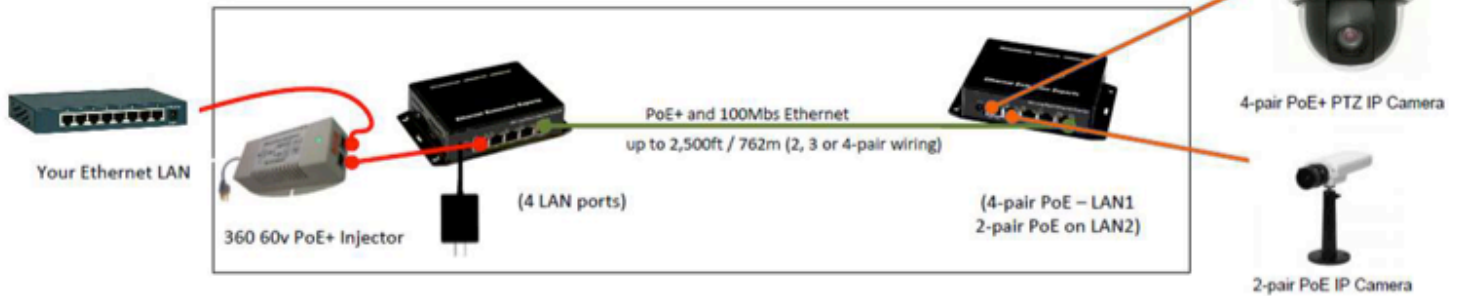 4-pair PoE+ PTZ IP Camera
PoE+ and 100Mbs Ethernet
up to 2,500ft / 762m (2, 3 or 4-pair wiring)
Your Ethernet LAN
(4 LAN ports)
(4-pair PoE – LAN1
2-pair PoE on LAN2)
360 60v PoE+ Injector
2-pair PoE IP Camera